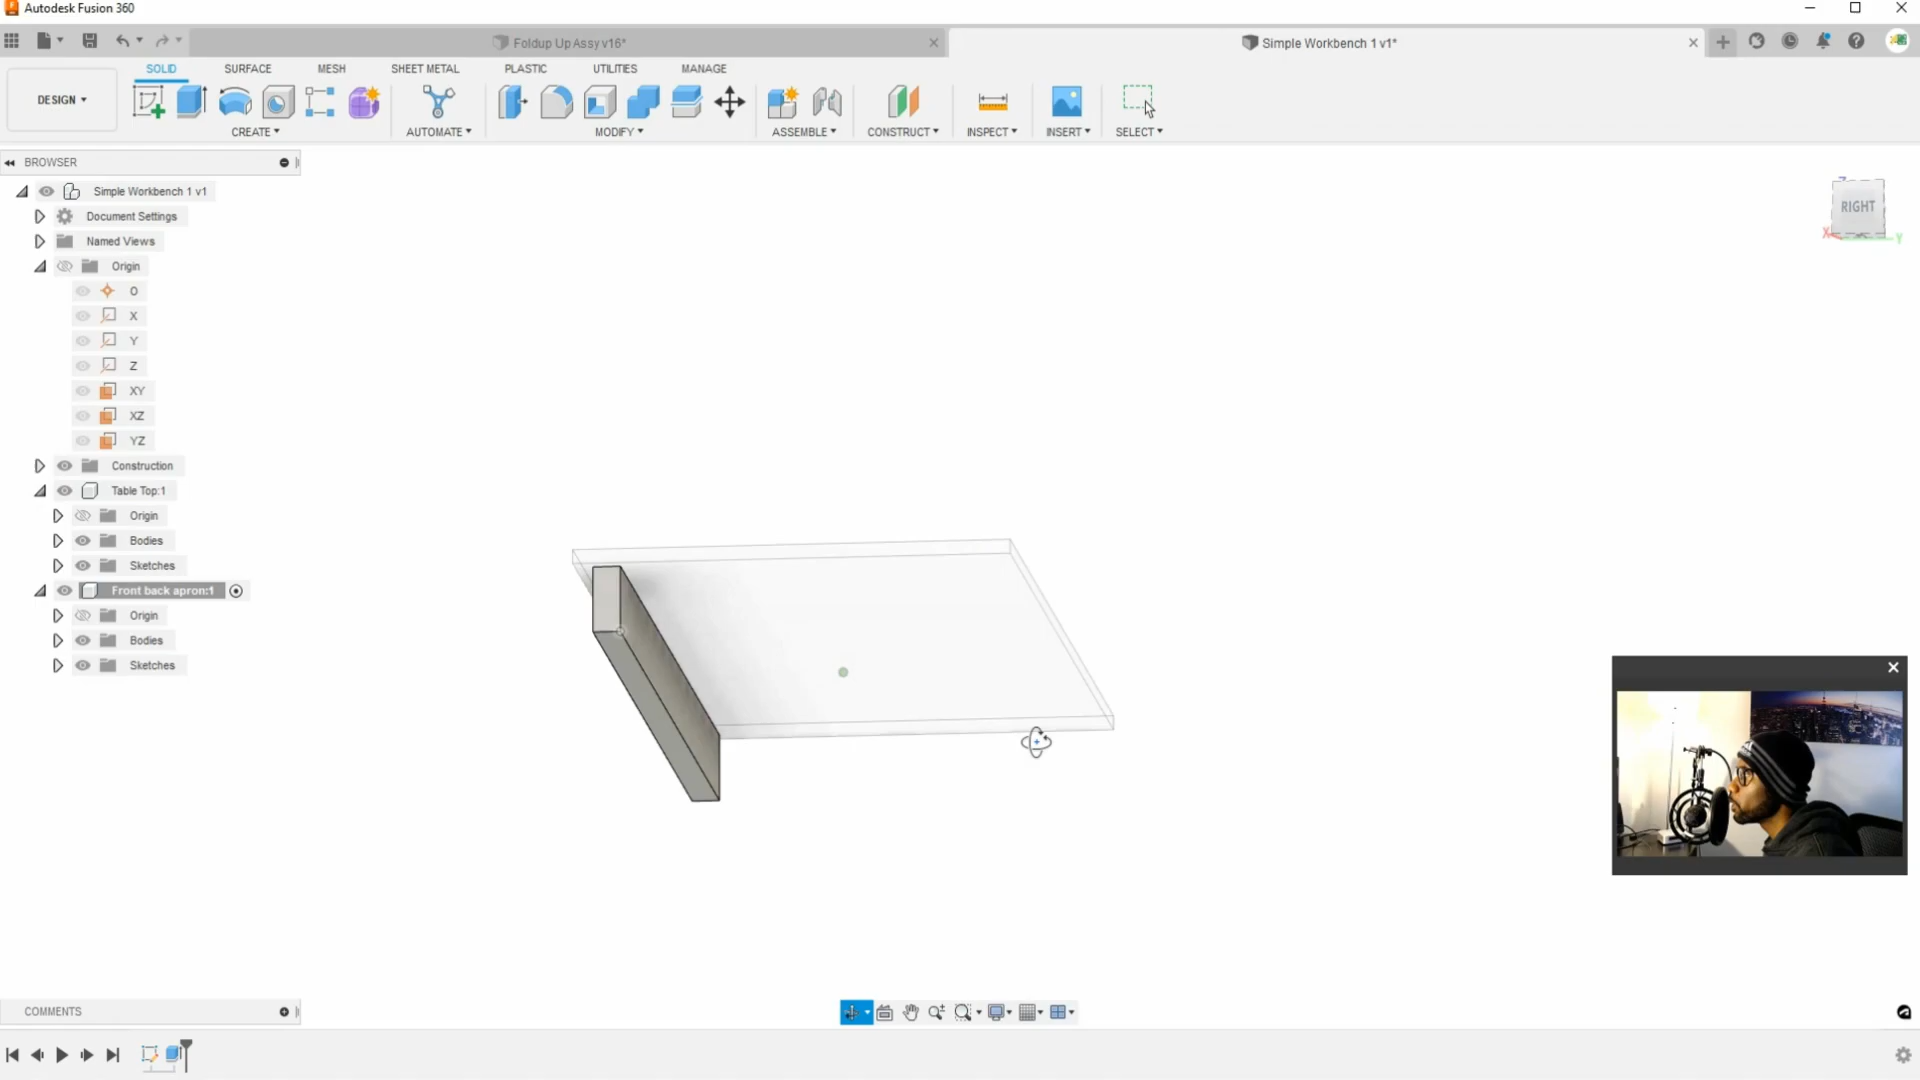 Autodesk Fusion 360
Foldup Up Assy v16*
Simple Workbench 1 v1*
SOLID SURFACE MESH SHEET METAL PLASTIC UTILITIES MANAGE
DESIGN
CREATE AUTOMATE MODIFY ASSEMBLE CONSTRUCT INSPECT INSERT SELECT
BROWSER
Simple Workbench 1 v1
Document Settings
Named Views
Origin
O
X
Y
Z
XY
XZ
YZ
Construction
Table Top:1
Origin
Bodies
Sketches
Front back apron:1
Origin
Bodies
Sketches
Z
RIGHT
X
Y
COMMENTS